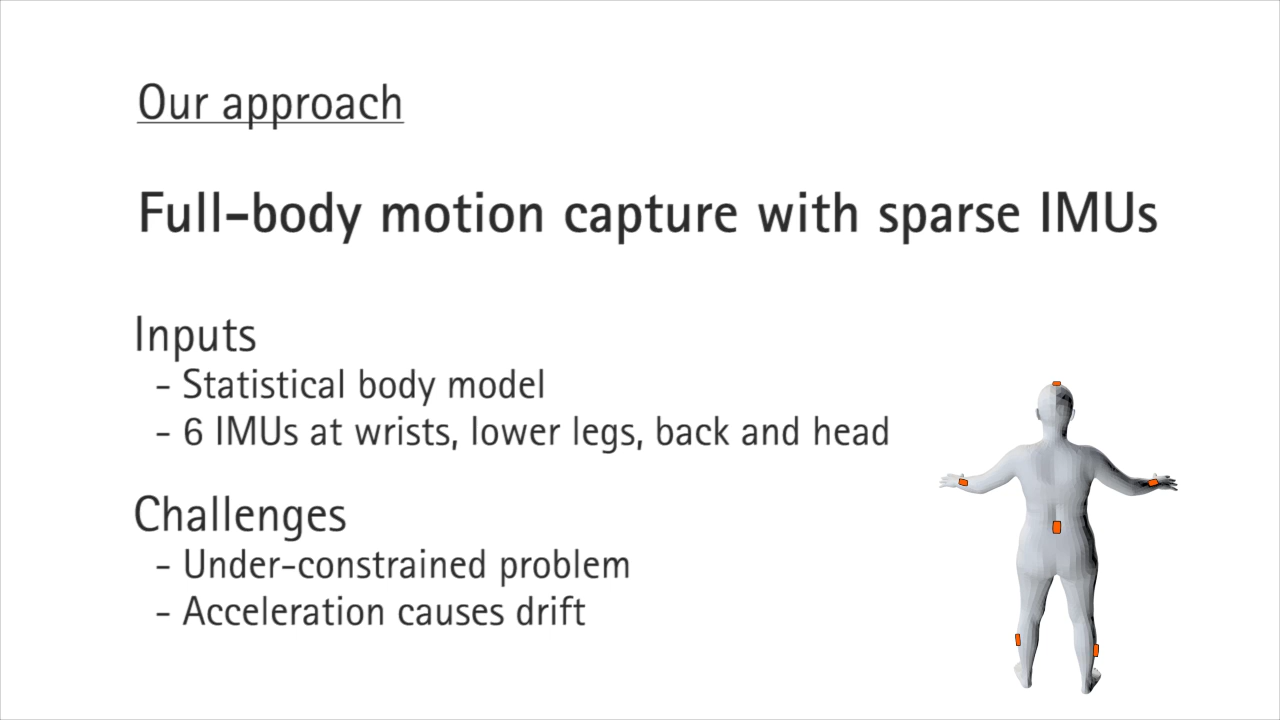 Our approach
Full-body motion capture with sparse IMUs
Inputs
- Statistical body model
- 6 IMUs at wrists, lower legs, back and head
Challenges
- Under-constrained problem
- Acceleration causes drift